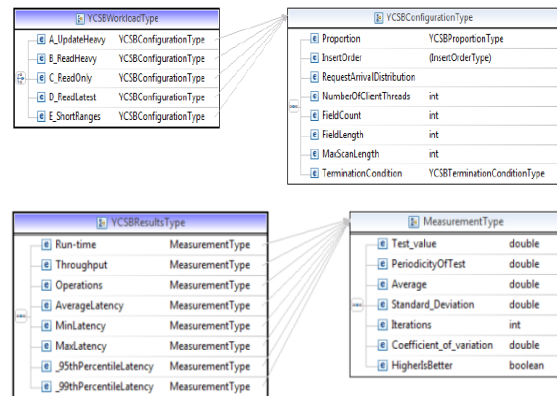 YCSBWorkloadType
A_UpdateHeavy YCSBConfigurationType
B_ReadHeavy YCSBConfigurationType
C_ReadOnly YCSBConfigurationType
D_ReadLatest YCSBConfigurationType
E_ShortRanges YCSBConfigurationType
YCSBConfigurationType
Proportion YCSBProportionType
InsertOrder (InsertOrderType)
RequestArrivalDistribution
NumberOfClientThreads int
FieldCount int
FieldLength int
MaxScanLength int
TerminationCondition YCSBTerminationConditionType
YCSBResultsType
Run-time MeasurementType
Throughput MeasurementType
Operations MeasurementType
AverageLatency MeasurementType
MinLatency MeasurementType
MaxLatency MeasurementType
_95thPercentileLatency MeasurementType
_99thPercentileLatency MeasurementType
MeasurementType
Test_value double
PeriodicityOfTest double
Average double
Standard_Deviation double
Iterations int
Coefficient_of_variation double
HigherIsBetter boolean